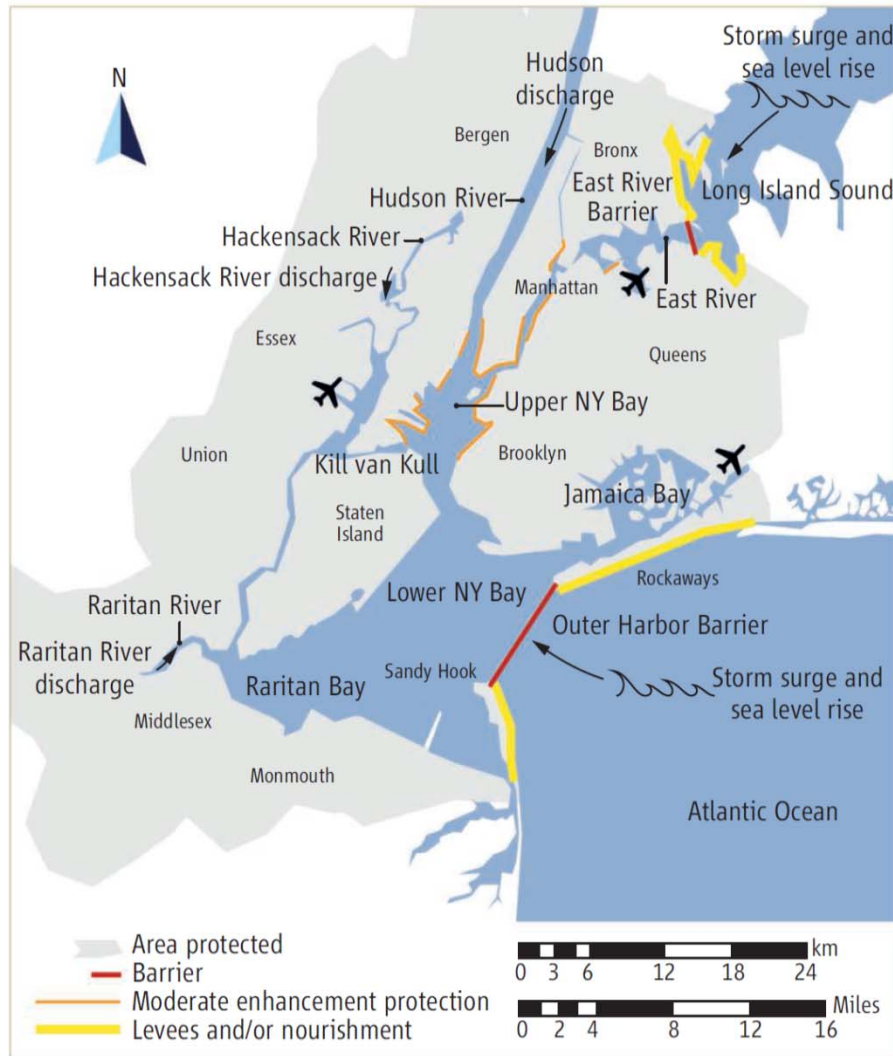 N
Hudson
discharge
Storm surge and
sea level rise
Bergen
Bronx
Hudson River
East River
Barrier
Long Island Sound
Hackensack River
Hackensack River discharge
Manhattan
East River
Essex
Queens
Upper NY Bay
Union
Kill van Kull
Brooklyn
Jamaica Bay
Staten
Island
Rockaways
Lower NY Bay
Raritan River
Outer Harbor Barrier
Raritan River
discharge
Raritan Bay
Sandy Hook
Storm surge and
sea level rise
Middlesex
Monmouth
Atlantic Ocean
Area protected
Barrier
Moderate enhancement protection
Levees and/or nourishment
km
0 3 6 12 18 24
Miles
0 2 4 8 12 16